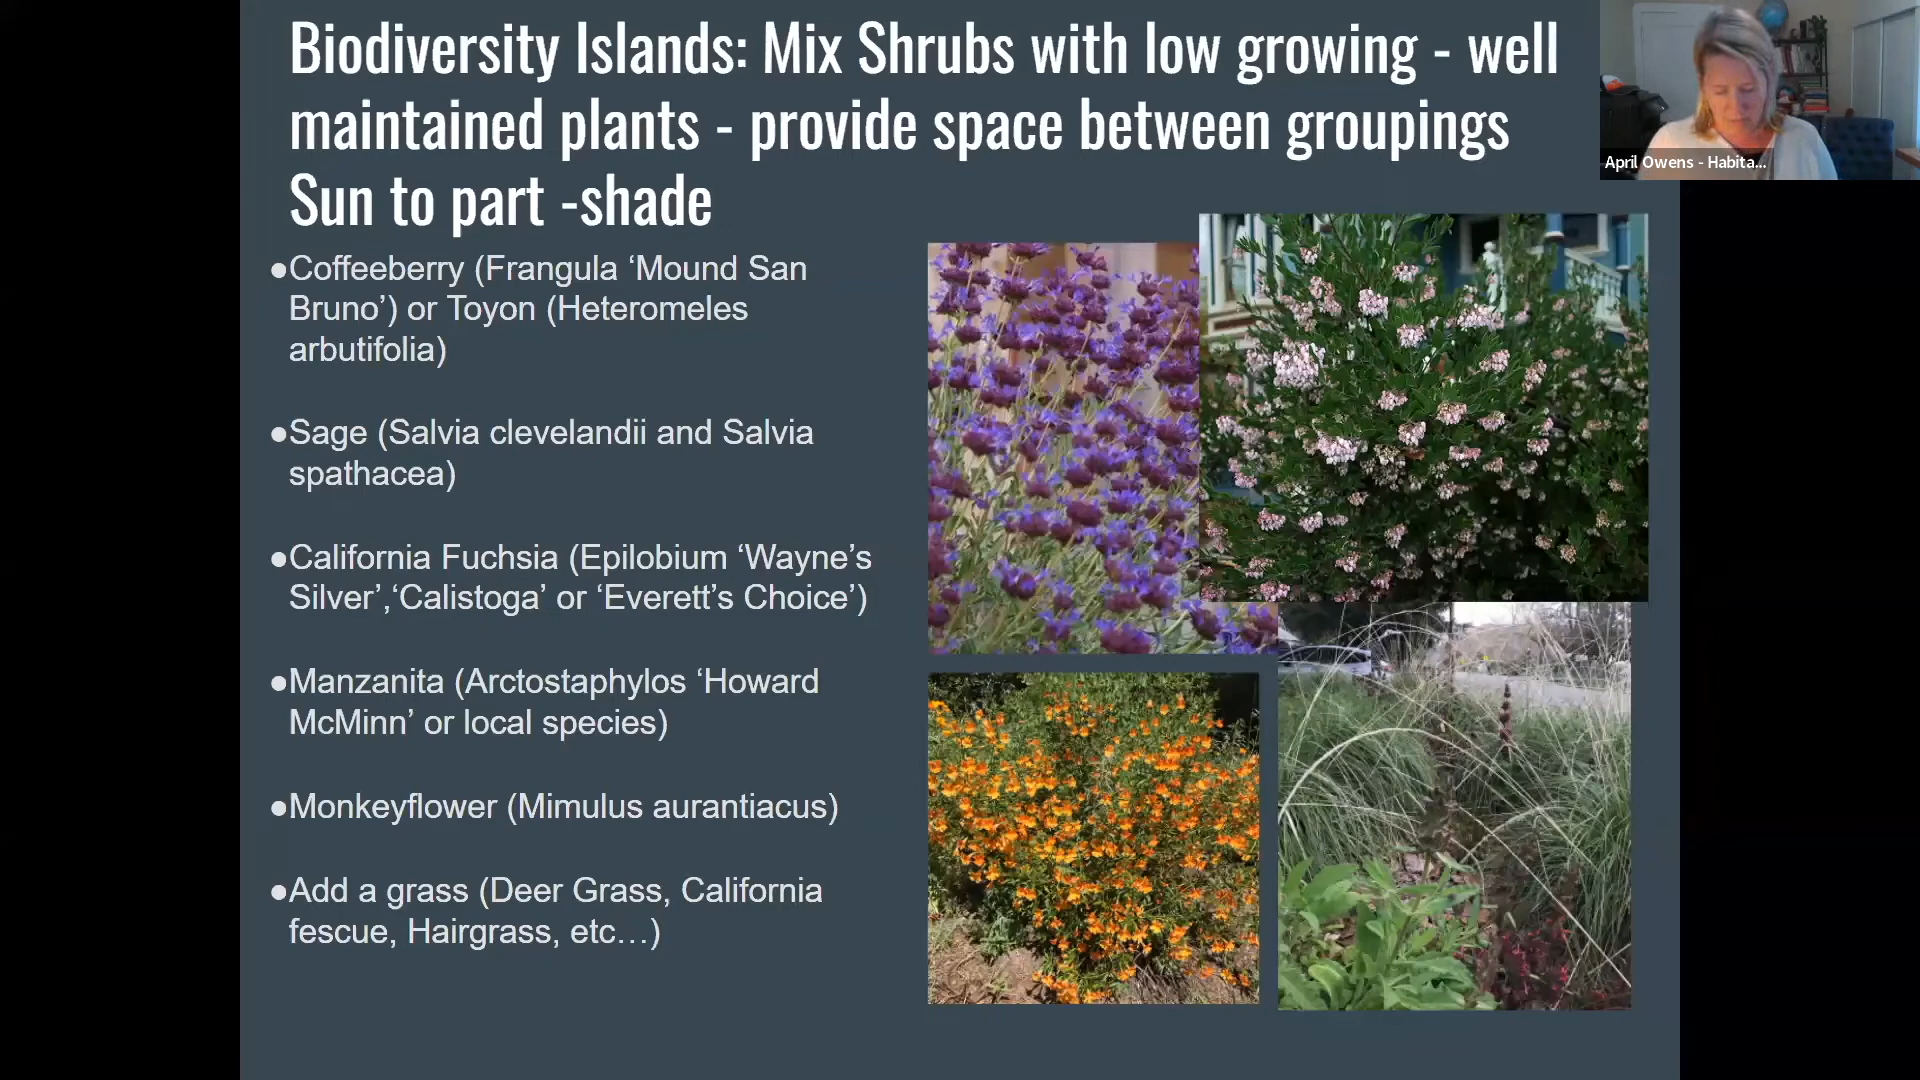 Biodiversity Islands: Mix Shrubs with low growing - well
maintained plants - provide space between groupings
Sun to part -shade
April Owens - Habita...
●Coffeeberry (Frangula ‘Mound San
Bruno’) or Toyon (Heteromeles
arbutifolia)
●Sage (Salvia clevelandii and Salvia
spathacea)
●California Fuchsia (Epilobium ‘Wayne’s
Silver’,‘Calistoga’ or ‘Everett’s Choice’)
●Manzanita (Arctostaphylos ‘Howard
McMinn’ or local species)
●Monkeyflower (Mimulus aurantiacus)
●Add a grass (Deer Grass, California
fescue, Hairgrass, etc…)